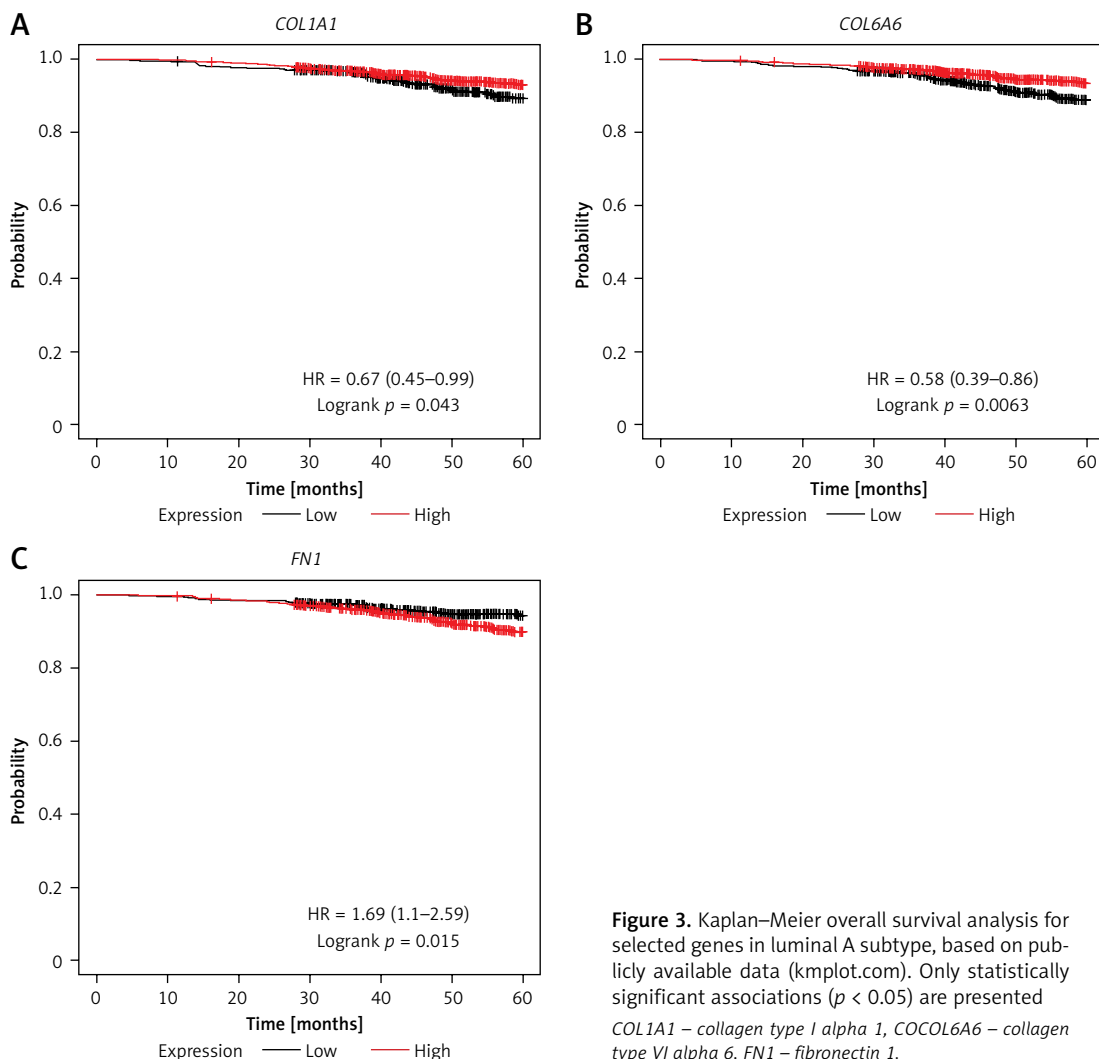 A
COL1A1
1.0
0.8
0.6
0.4
0.2
0
Probability
HR = 0.67 (0.45–0.99)
Logrank p = 0.043
0 10 20 30 40 50 60
Time [months]
Expression Low High
B
COL6A6
1.0
0.8
0.6
0.4
0.2
0
Probability
HR = 0.58 (0.39–0.86)
Logrank p = 0.0063
0 10 20 30 40 50 60
Time [months]
Expression Low High
C
FN1
1.0
0.8
0.6
0.4
0.2
0
Probability
HR = 1.69 (1.1–2.59)
Logrank p = 0.015
0 10 20 30 40 50 60
Time [months]
Expression Low High
Figure 3. Kaplan–Meier overall survival analysis for
selected genes in luminal A subtype, based on pub-
licly available data (kmplot.com). Only statistically
significant associations (p < 0.05) are presented
COL1A1 – collagen type I alpha 1, COCOL6A6 – collagen
type VI alpha 6, FN1 – fibronectin 1.